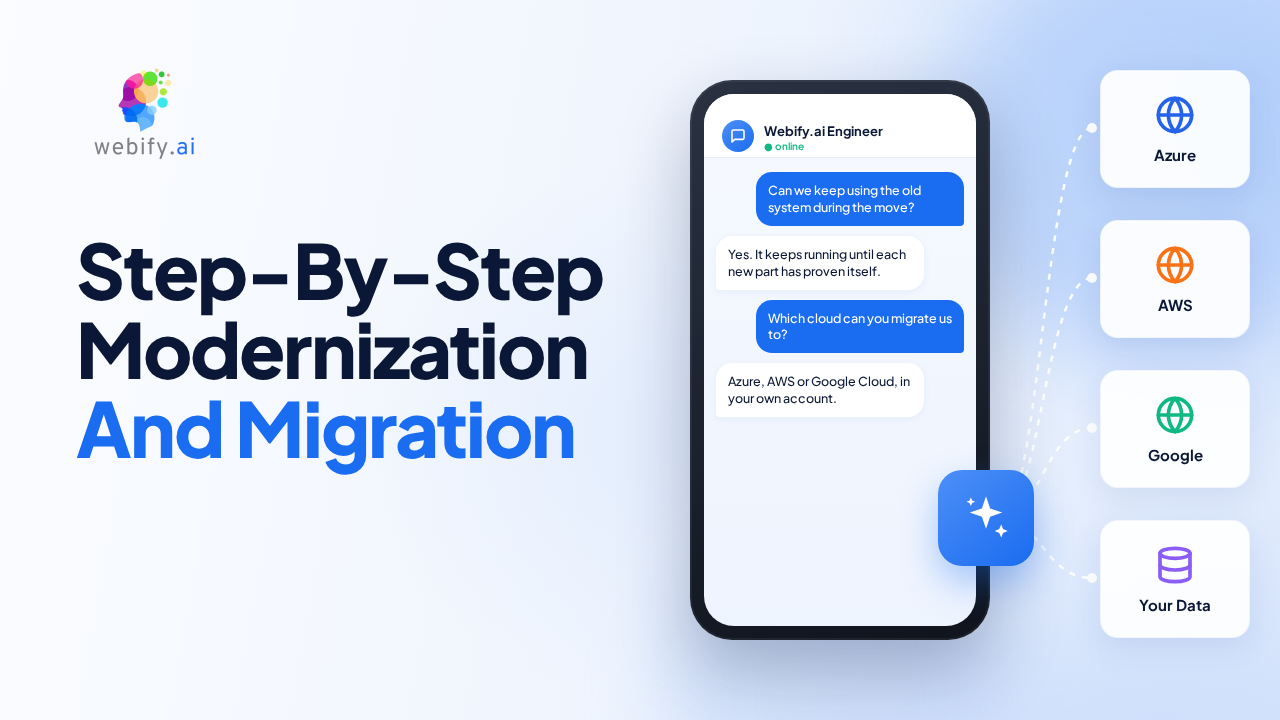 webify.ai
Step-By-Step
Modernization
And Migration
Webify.ai Engineer
online
Can we keep using the old
system during the move?
Yes. It keeps running until each
new part has proven itself.
Which cloud can you migrate us
to?
Azure, AWS or Google Cloud, in
your own account.
Azure
AWS
Google
Your Data